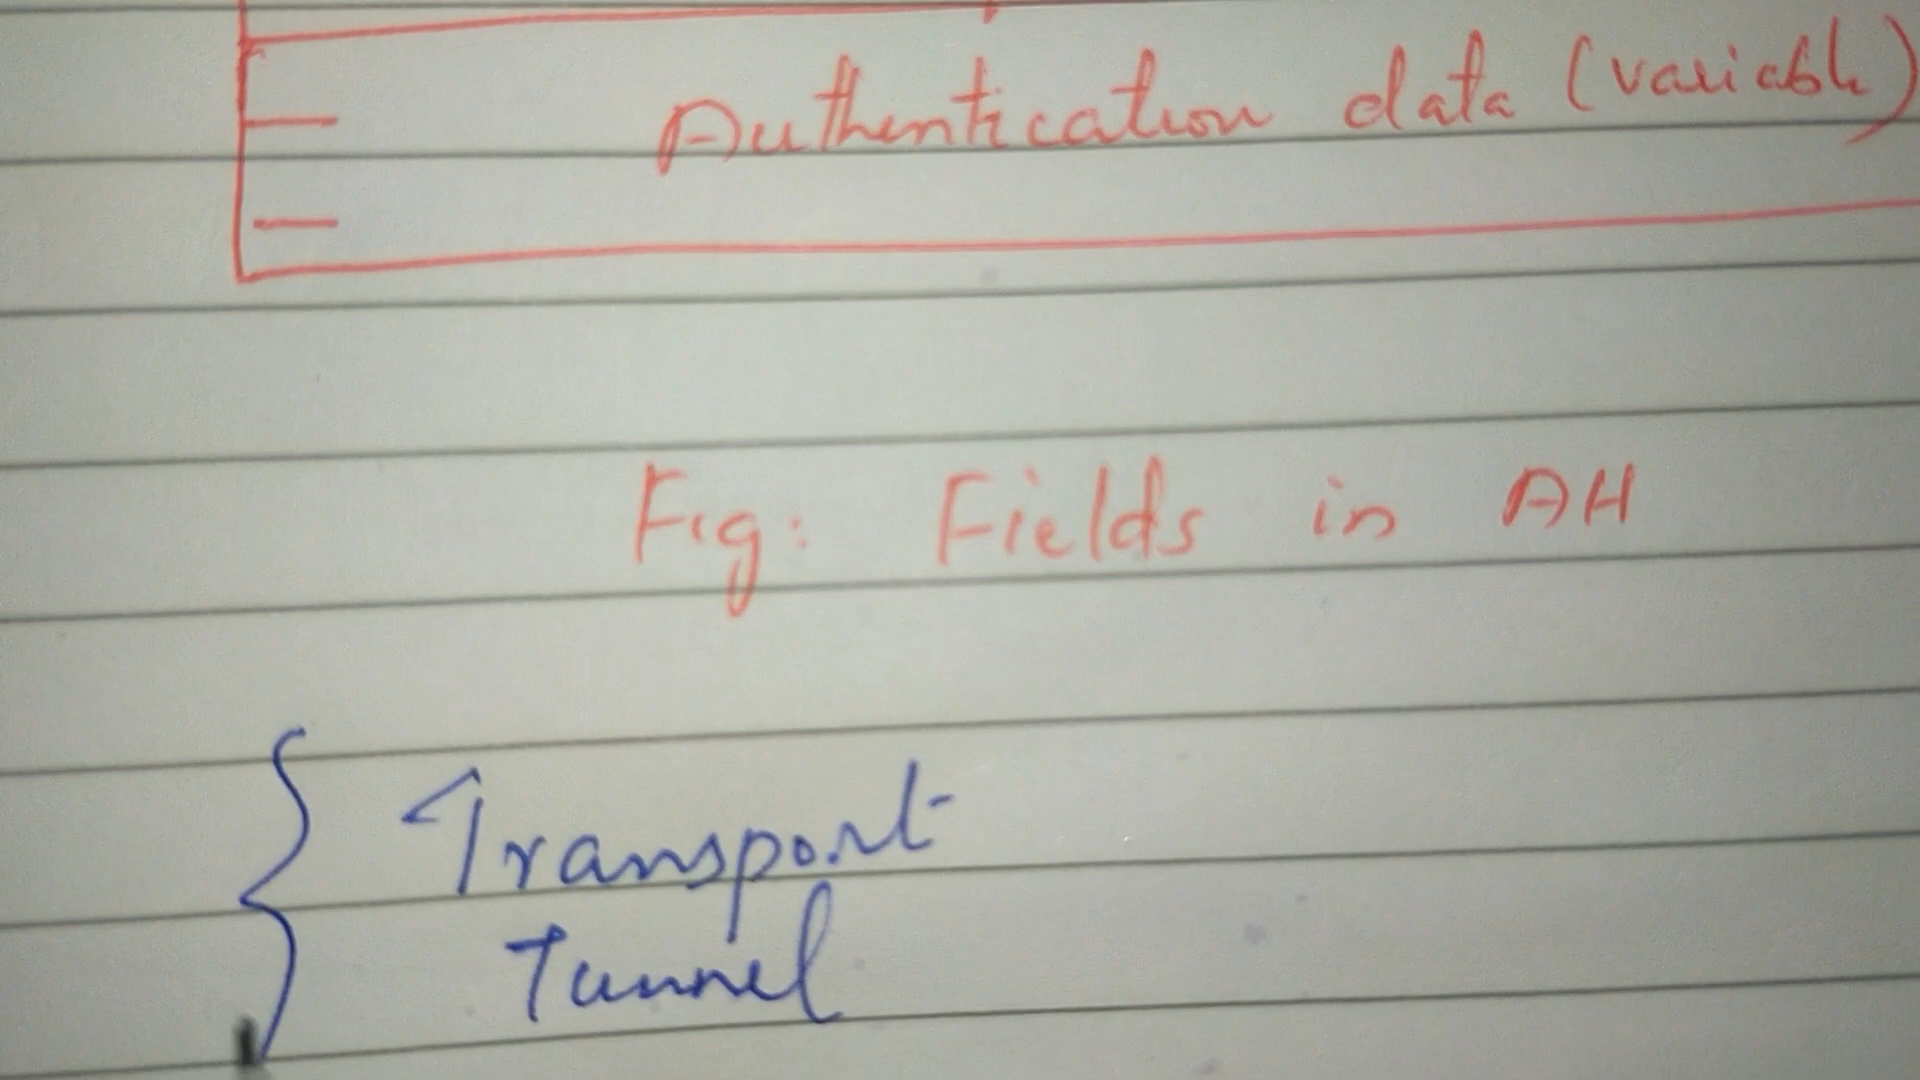 Authentication data (variable)
Fig: Fields in AH
Transport
Tunnel